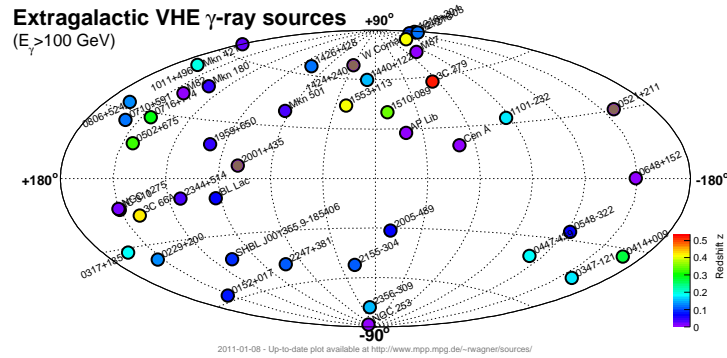 Extragalactic VHE γ-ray sources
(Eγ>100 GeV)
+90°
W Com
M87
1426+428
Mkn 42
1011+496
Mkn 180
M82
1424+240
1440+122
3C 279
0806+524
0710+591
0716+714
Mkn 501
1553+113
1510-089
1101-232
0521+211
0502+675
1959+650
AP Lib
Cen A
2001+435
+180°
-180°
0648+152
2344+514
BL Lac
3C 66A
2005-489
0548-322
SHBL J001355.9-185406
0317+185
0229+200
2247+381
2155-304
0447-439
0414+009
0347-121
0152+017
2356-309
NGC 253
-90°
0.5
0.4
0.3
0.2
0.1
0
Redshift z
2011-01-08 - Up-to-date plot available at http://www.mpp.mpg.de/~rwagner/sources/